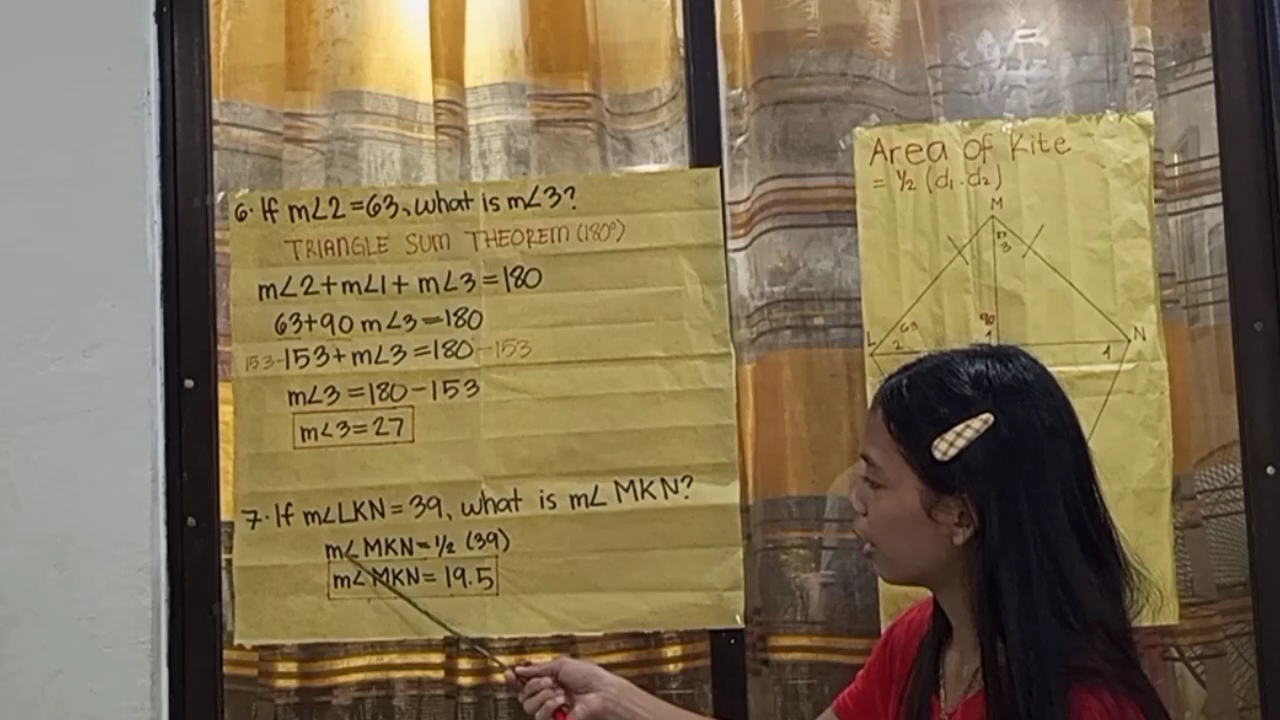 6. If m∠2=63, what is m∠3?
TRIANGLE SUM THEOREM (180°)
m∠2+m∠1+ m∠3=180
63+90 m∠3=180
153-153+m∠3=180-153
m∠3=180-153
m∠3=27
7. If m∠LKN=39, what is m∠MKN?
m∠MKN=1/2 (39)
m∠MKN= 19.5
Area of Kite
= 1/2 (d1.d2)
M
3
90
L
63
2
1
1
N